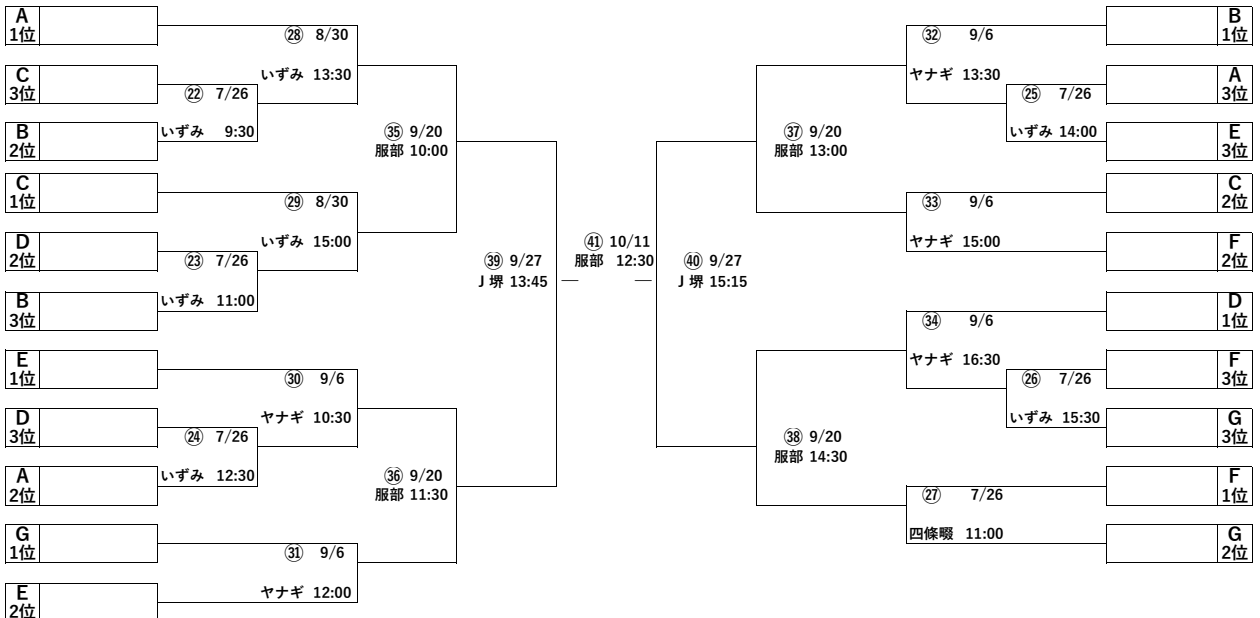 A
1位
㉘ 8/30
いずみ 13:30
C
3位
㉒ 7/26
いずみ 9:30
B
2位
㉟ 9/20
服部 10:00
C
1位
㉙ 8/30
いずみ 15:00
D
2位
㉓ 7/26
いずみ 11:00
B
3位
㊴ 9/27
J堺 13:45
E
1位
㉚ 9/6
ヤナギ 10:30
D
3位
㉔ 7/26
いずみ 12:30
A
2位
㊱ 9/20
服部 11:30
G
1位
㉛ 9/6
ヤナギ 12:00
E
2位
㊶ 10/11
服部 12:30
㊵ 9/27
J堺 15:15
B
1位
㉜ 9/6
ヤナギ 13:30
A
3位
㉕ 7/26
いずみ 14:00
E
3位
㊲ 9/20
服部 13:00
C
2位
㉝ 9/6
ヤナギ 15:00
F
2位
D
1位
㉞ 9/6
ヤナギ 16:30
F
3位
㉖ 7/26
いずみ 15:30
G
3位
㊳ 9/20
服部 14:30
F
1位
㉗ 7/26
四條畷 11:00
G
2位